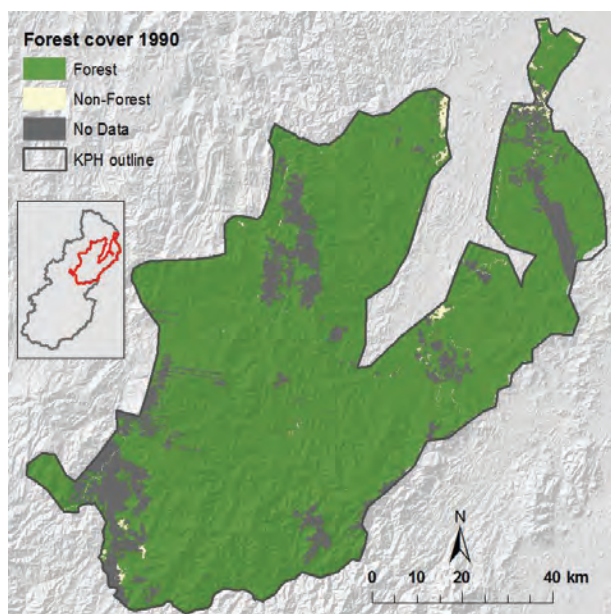 Forest cover 1990
Forest
Non-Forest
No Data
KPH outline
N
0 10 20 40 km